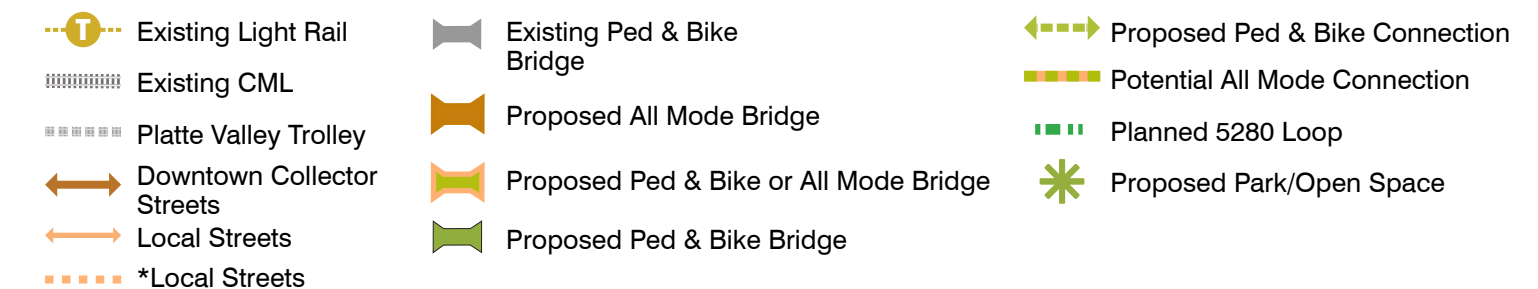 T
Existing Light Rail
Existing CML
Platte Valley Trolley
Downtown Collector
Streets
Local Streets
*Local Streets
Existing Ped & Bike
Bridge
Proposed All Mode Bridge
Proposed Ped & Bike or All Mode Bridge
Proposed Ped & Bike Bridge
Proposed Ped & Bike Connection
Potential All Mode Connection
Planned 5280 Loop
Proposed Park/Open Space